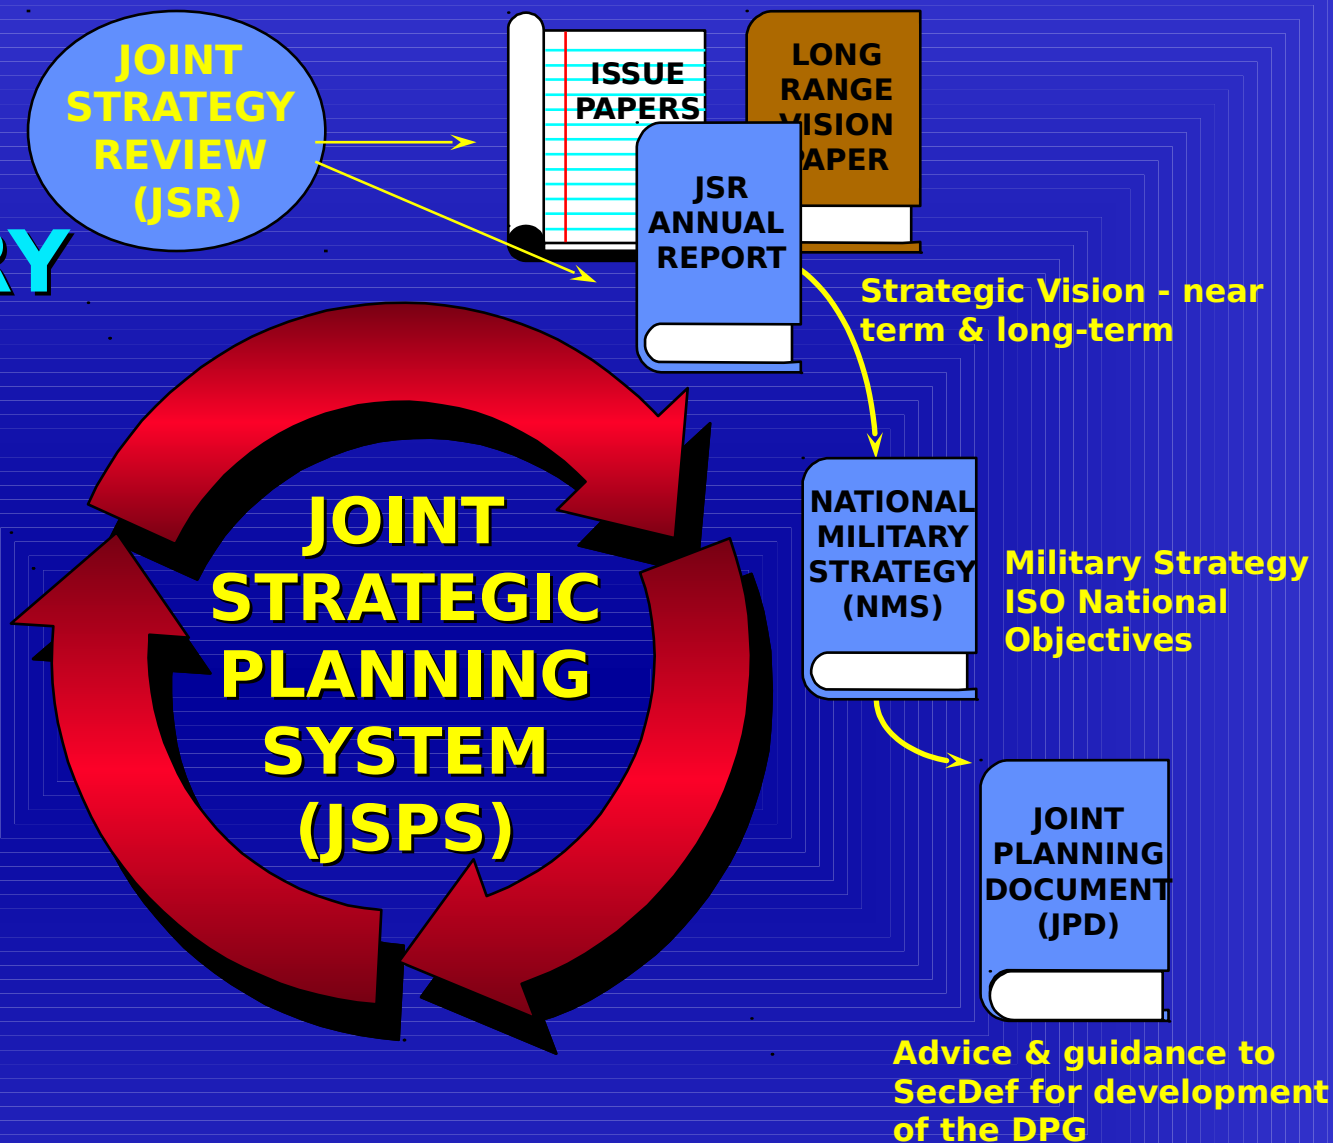 JOINT
STRATEGY
REVIEW
(JSR)
ISSUE
PAPERS
LONG
RANGE
VISION
PAPER
JSR
ANNUAL
REPORT
RY
Strategic Vision - near
term & long-term
JOINT
STRATEGIC
PLANNING
SYSTEM
(JSPS)
NATIONAL
MILITARY
STRATEGY
(NMS)
Military Strategy
ISO National
Objectives
JOINT
PLANNING
DOCUMENT
(JPD)
Advice & guidance to
SecDef for development
of the DPG